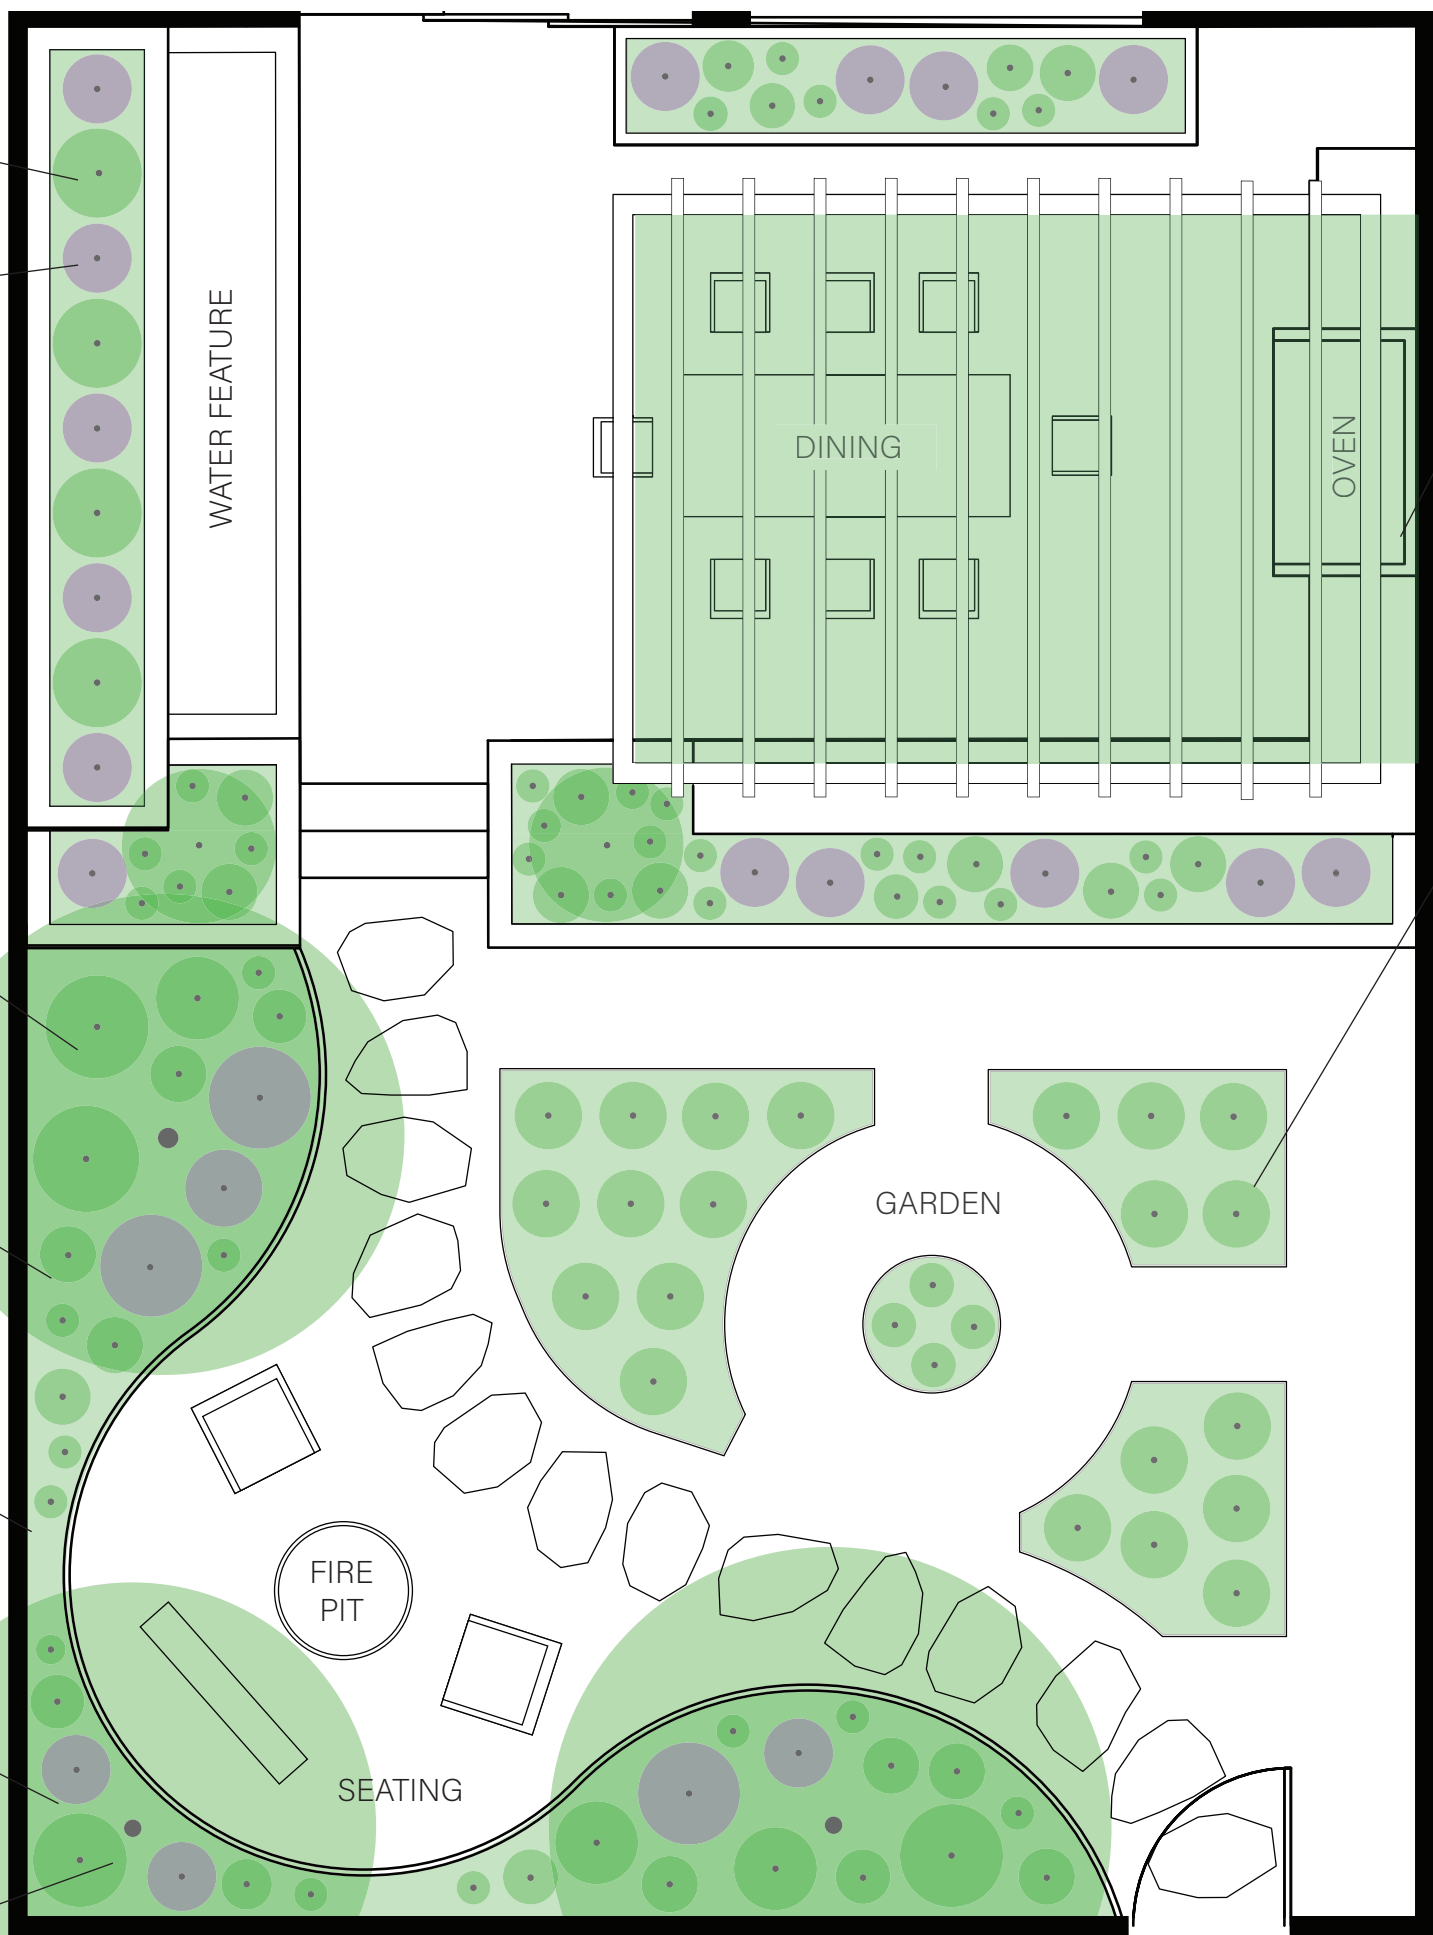 WATER FEATURE
DINING
OVEN
GARDEN
FIRE
PIT
SEATING